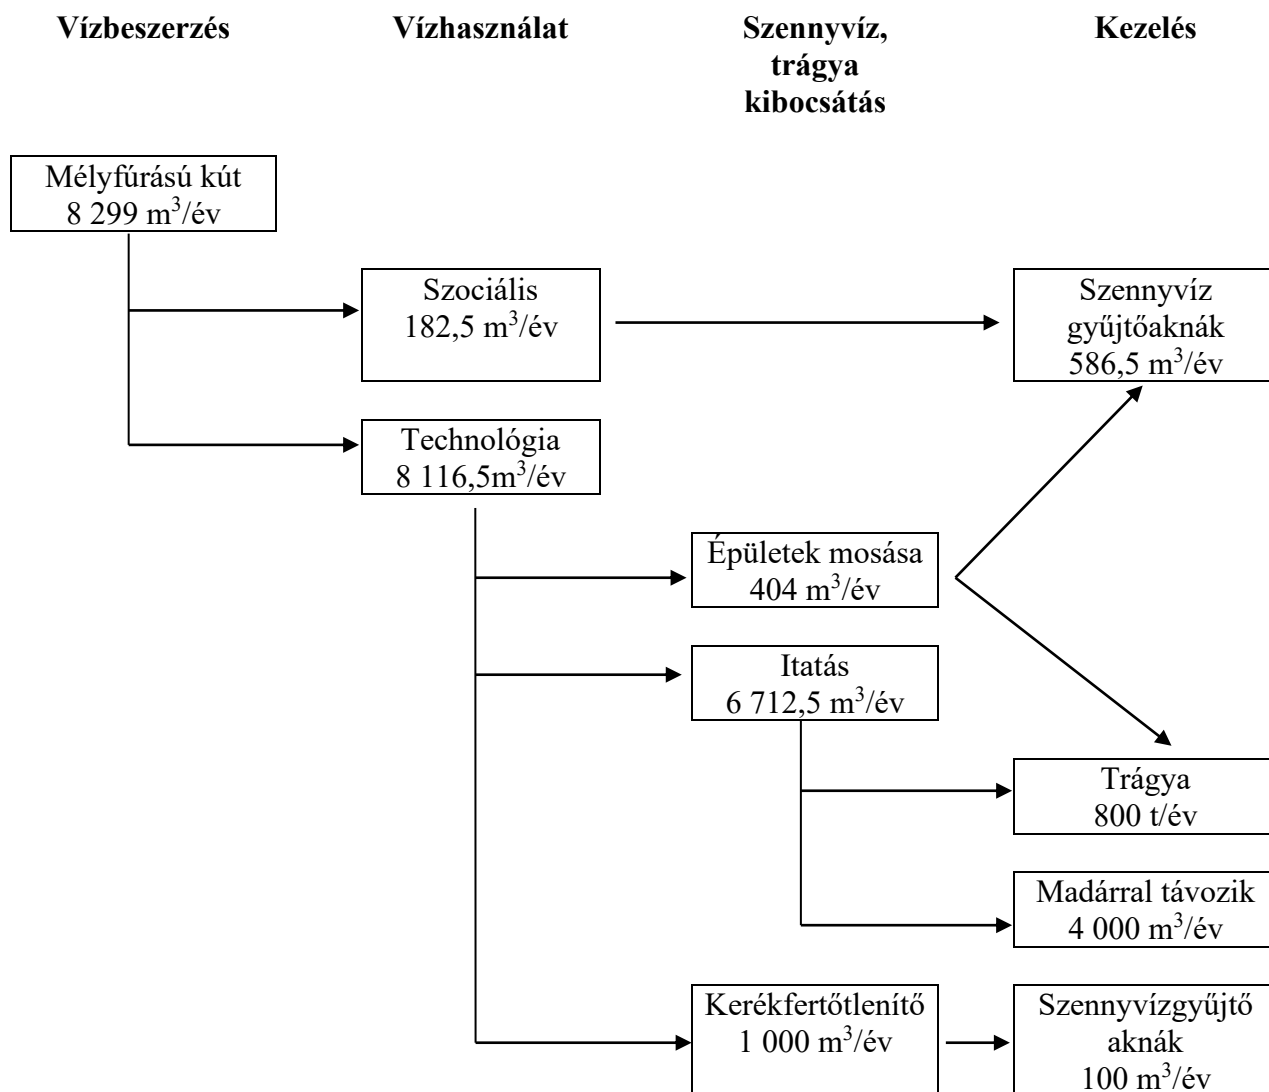 Vízbeszerzés
Vízhasználat
Szennyvíz,
trágya
kibocsátás
Kezelés
Mélyfúrású kút
8 299 m³/év
Szociális
182,5 m³/év
Szennyvíz
gyűjtőaknák
586,5 m³/év
Technológia
8 116,5m³/év
Épületek mosása
404 m³/év
Itatás
6 712,5 m³/év
Trágya
800 t/év
Madárral távozik
4 000 m³/év
Kerékfertőtlenítő
1 000 m³/év
Szennyvízgyűjtő
aknák
100 m³/év